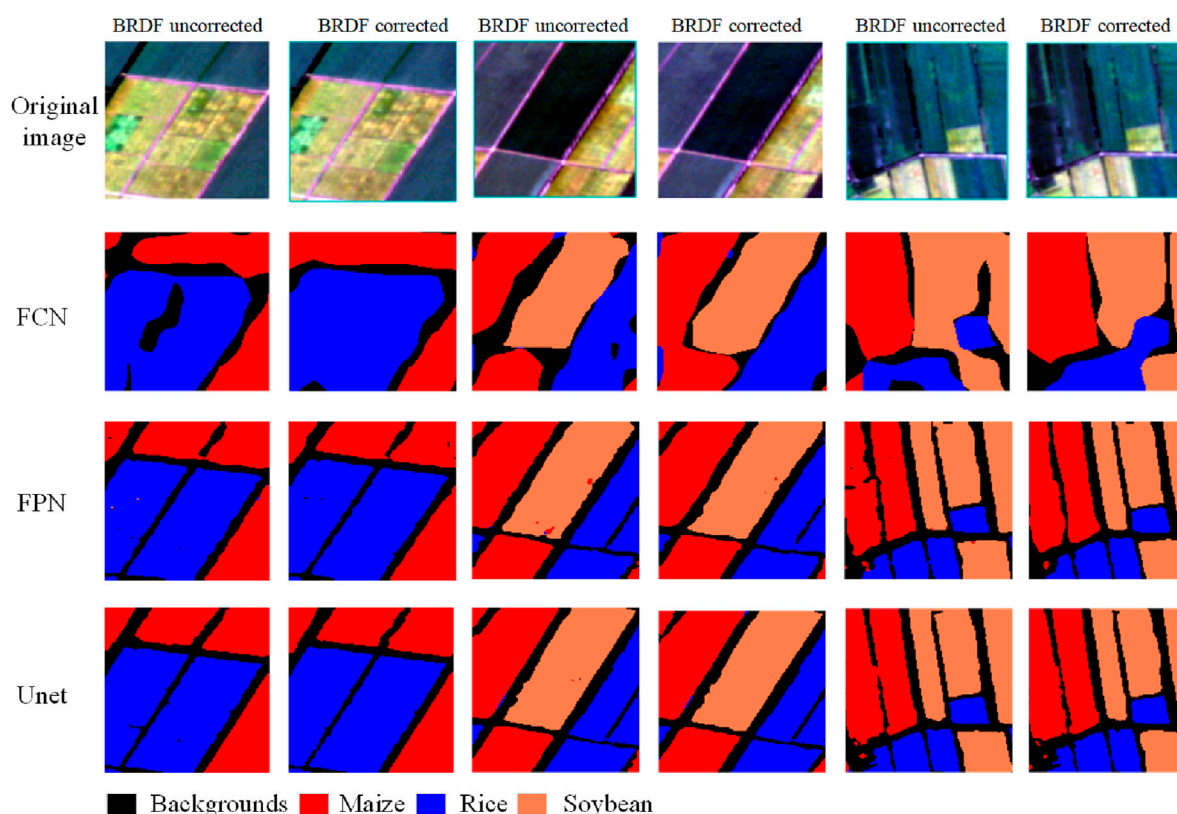 BRDF uncorrected BRDF corrected BRDF uncorrected BRDF corrected BRDF uncorrected BRDF corrected
Original
image
FCN
FPN
Unet
Backgrounds Maize Rice Soybean